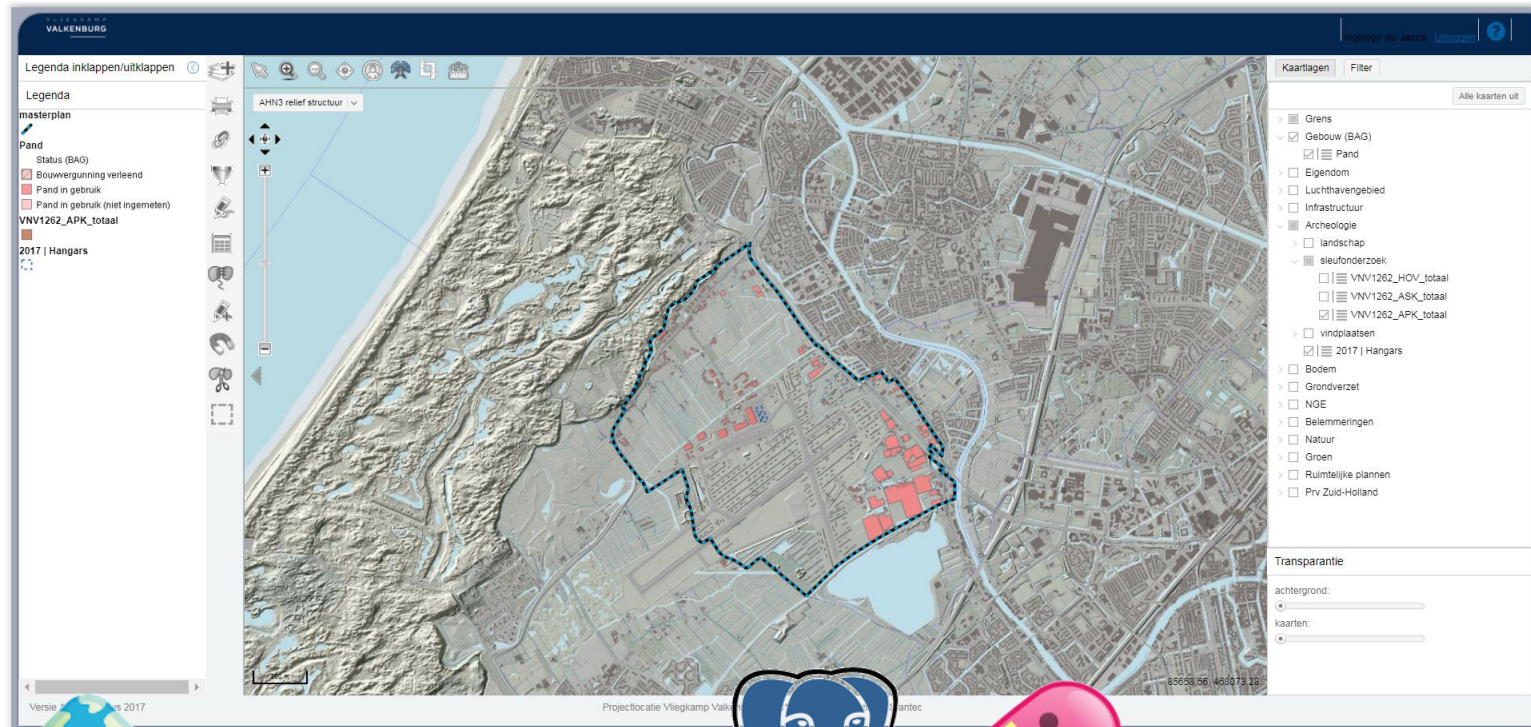 VLIEGKAMP
VALKENBURG
Ingelogd als Jacco Uitloggen ?
Legenda inklappen/uitklappen
Legenda
masterplan
Pand
Status (BAG)
Bouwvergunning verleend
Pand in gebruik
Pand in gebruik (niet ingemeten)
VNV1262_APK_totaal
2017 | Hangars
AHN3 relief structuur
Kaartlagen Filter
Alle kaarten uit
Grens
Gebouw (BAG)
Pand
Eigendom
Luchthavengebied
Infrastructuur
Archeologie
landschap
sleufonderzoek
VNV1262_HOV_totaal
VNV1262_ASK_totaal
VNV1262_APK_totaal
vindplaatsen
2017 | Hangars
Bodem
Grondverzet
NGE
Belemmeringen
Natuur
Groen
Ruimtelijke plannen
Prv Zuid-Holland
Transparantie
achtergrond:
kaarten:
85658.66, 468073.28
Versie 2017
Projectlocatie Vliegkamp